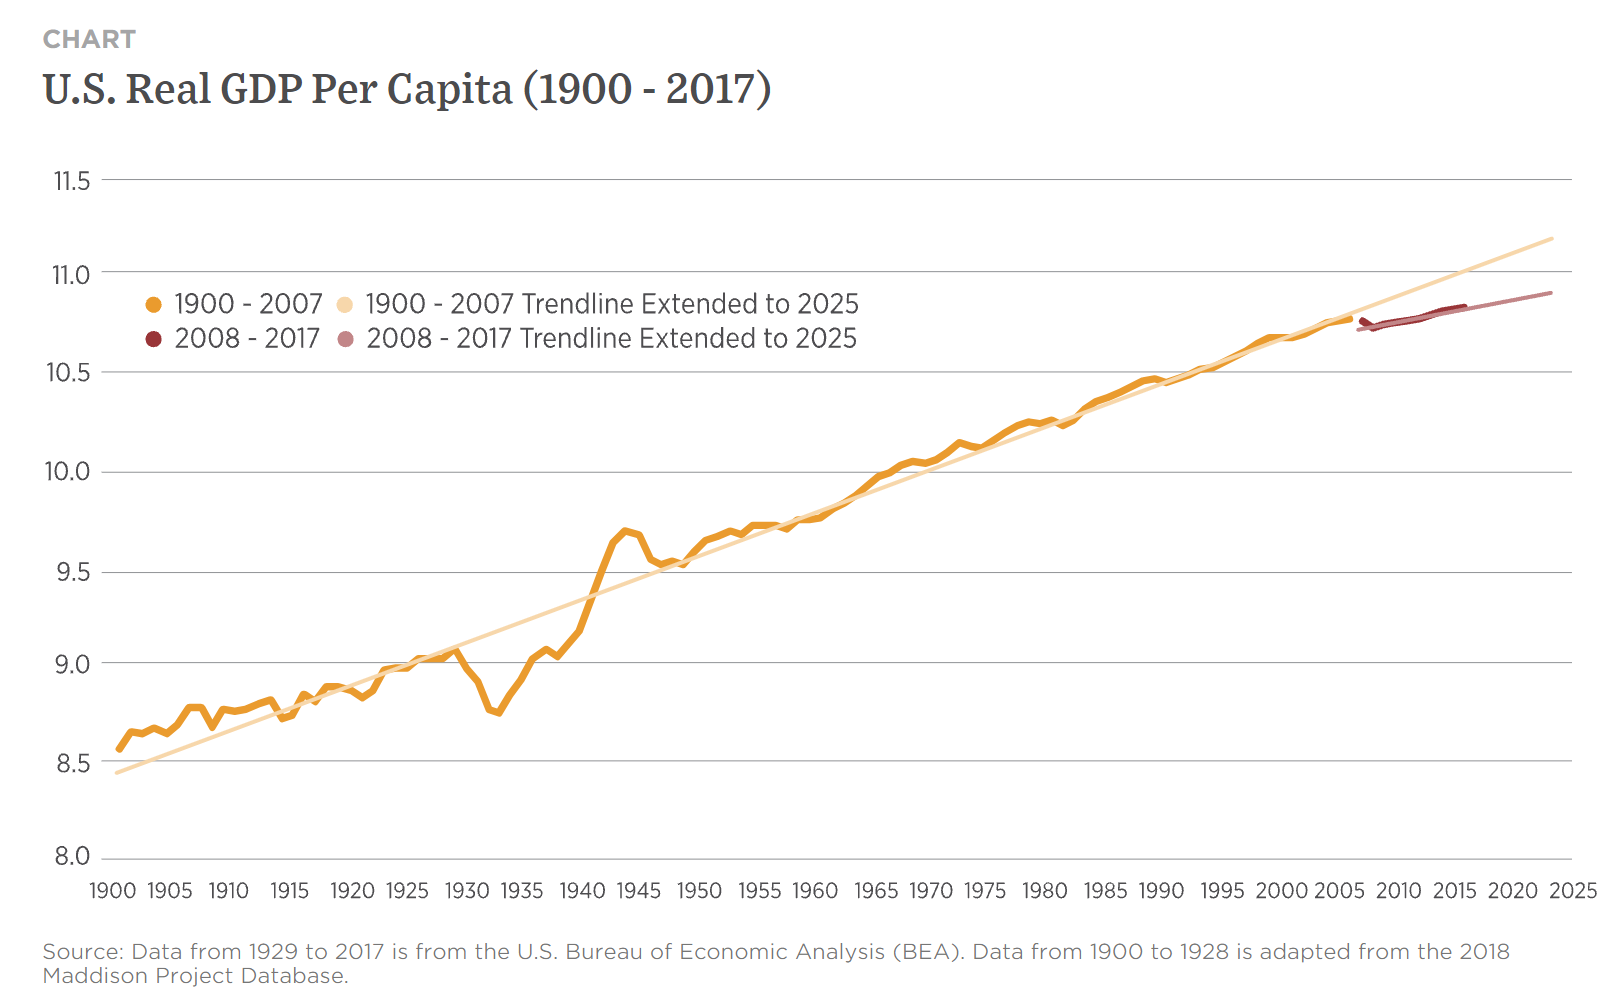 CHART
U.S. Real GDP Per Capita (1900 - 2017)
11.5
11.0
1900 - 2007 1900 - 2007 Trendline Extended to 2025
2008 - 2017 2008 - 2017 Trendline Extended to 2025
10.5
10.0
9.5
9.0
8.5
8.0
1900 1905 1910 1915 1920 1925 1930 1935 1940 1945 1950 1955 1960 1965 1970 1975 1980 1985 1990 1995 2000 2005 2010 2015 2020 2025
Source: Data from 1929 to 2017 is from the U.S. Bureau of Economic Analysis (BEA). Data from 1900 to 1928 is adapted from the 2018
Maddison Project Database.